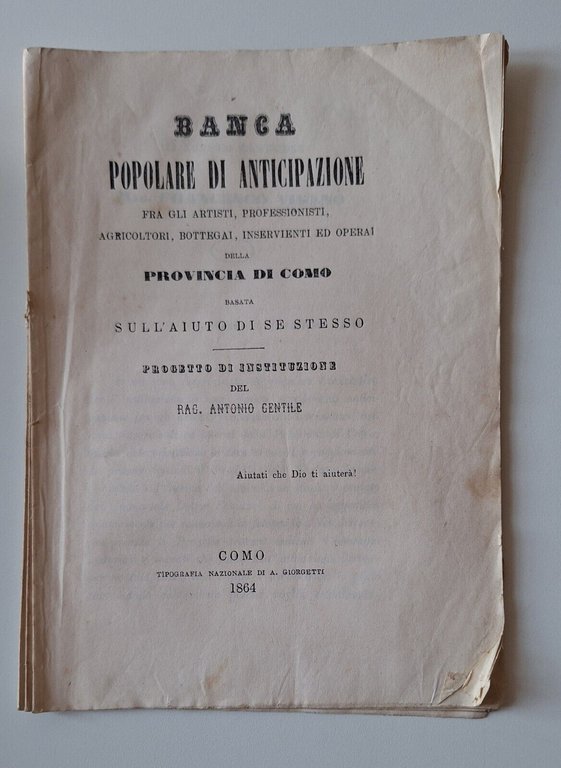 BANCA
POPOLARE DI ANTICIPAZIONE
FRA GLI ARTISTI, PROFESSIONISTI,
AGRICOLTORI, BOTTEGAI, INSERVIENTI ED OPERAI
DELLA
PROVINCIA DI COMO
BASATA
SULL'AIUTO DI SE STESSO
PROGETTO DI INSTITUZIONE
DEL
RAG. ANTONIO GENTILE
Aiutati che Dio ti aiuterà!
COMO
TIPOGRAFIA NAZIONALE DI A. GIORGETTI
1864